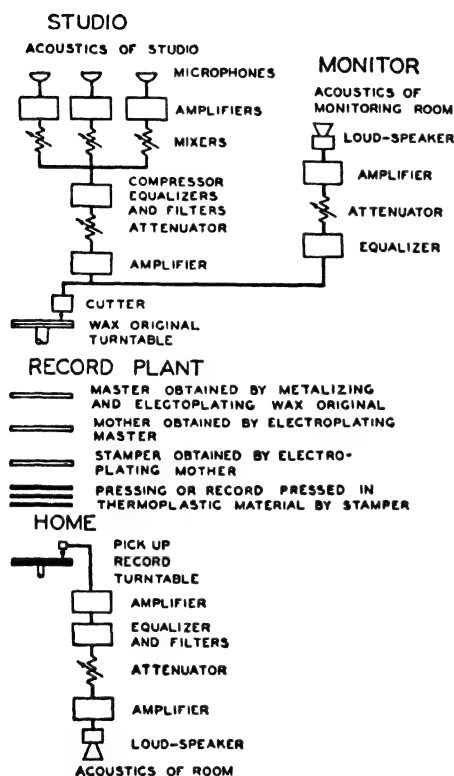 STUDIO
ACOUSTICS OF STUDIO
MICROPHONES
AMPLIFIERS
MIXERS
COMPRESSOR
EQUALIZERS
AND FILTERS
ATTENUATOR
AMPLIFIER
CUTTER
WAX ORIGINAL
TURNTABLE
MONITOR
ACOUSTICS OF
MONITORING ROOM
LOUD-SPEAKER
AMPLIFIER
ATTENUATOR
EQUALIZER
RECORD PLANT
MASTER OBTAINED BY METALIZING
AND ELECTOPLATING WAX ORIGINAL
MOTHER OBTAINED BY ELECTROPLATING
MASTER
STAMPER OBTAINED BY ELECTRO-
PLATING MOTHER
PRESSING OR RECORD PRESSED IN
THERMOPLASTIC MATERIAL BY STAMPER
HOME
PICK UP
RECORD
TURNTABLE
AMPLIFIER
EQUALIZER
AND FILTERS
ATTENUATOR
AMPLIFIER
LOUD-SPEAKER
ACOUSTICS OF ROOM